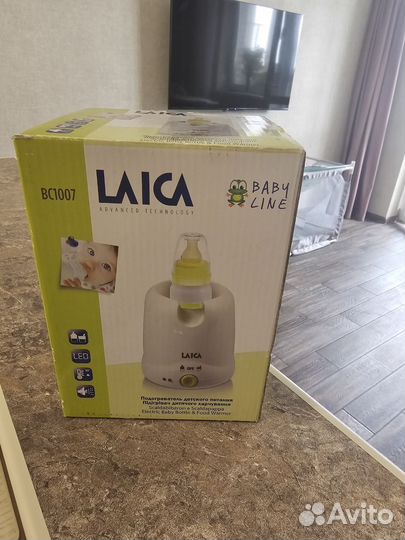 BC1007
LAICA
ADVANCED TECHNOLOGY
BABY
LINE
LED
LAICA
OFF
Подогреватель детского питания
Підігрівач дитячого харчування
Scaldabiberon e Scaldapappa
Electric Baby Bottle & Food Warmer
Avito